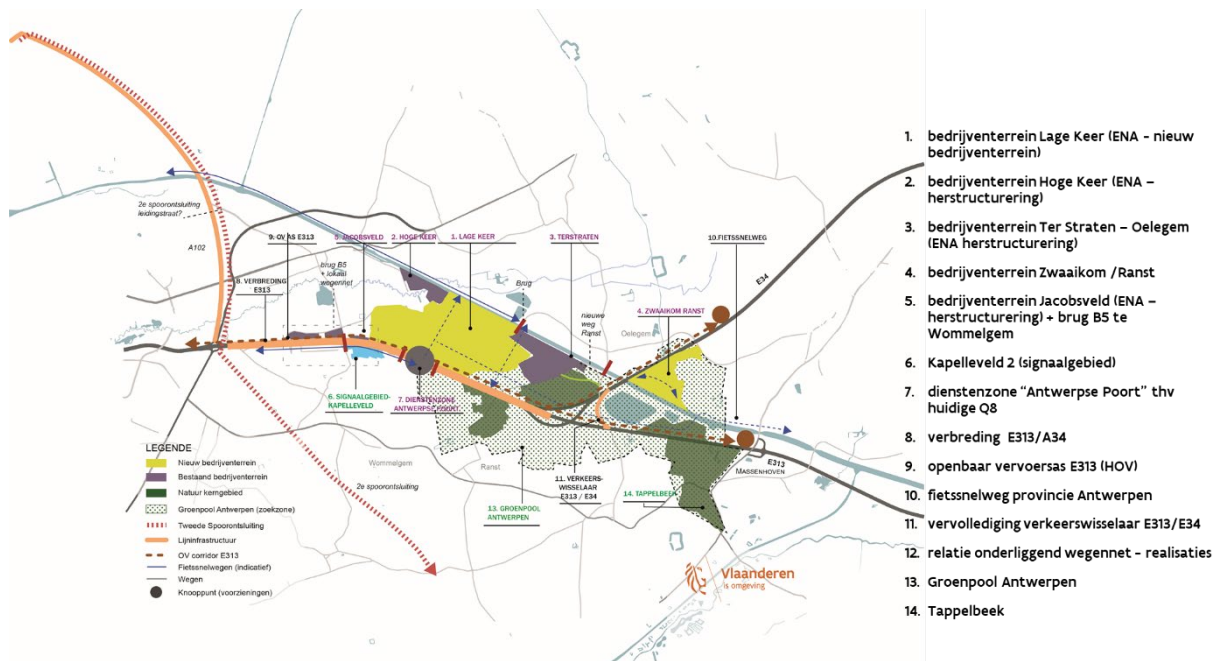 2e spoorontsluiting
leidingstraat?
A102
9. OV AS E313
5. JACOBSVELD
2. HOGE KEER
1. LAGE KEER
3. TERSTRATEN
10.FIETSSNELWEG
E34
8. VERBREDING
E313
brug B5
+ lokaal
wegennet
Brug
nieuwe
weg
Ranst
Oelegem
4. ZWAAIKOM RANST
6. SIGNAALGEBIED-
KAPELLEVELD
7. DIENSTENZONE
ANTWERPSE POORT
Wommelgem
Ranst
2e spoorontsluiting
11. VERKEERS-
WISSELAAR
E313 / E34
13. GROENPOOL
ANTWERPEN
14. TAPPELBEEK
E313
MASSENHOVEN
LEGENDE
Nieuw bedrijventerrein
Bestaand bedrijventerrein
Natuur kerngebied
Groenpool Antwerpen (zoekzone)
Tweede Spoorontsluiting
Lijninfrastructuur
OV corridor E313
Fietssnelwegen (indicatief)
Wegen
Knooppunt (voorzieningen)
Vlaanderen
is omgeving
1. bedrijventerrein Lage Keer (ENA - nieuw
bedrijventerrein)
2. bedrijventerrein Hoge Keer (ENA –
herstructurering)
3. bedrijventerrein Ter Straten – Oelegem
(ENA herstructurering)
4. bedrijventerrein Zwaaikom /Ranst
5. bedrijventerrein Jacobsveld (ENA –
herstructurering) + brug B5 te
Wommelgem
6. Kapelleveld 2 (signaalgebied)
7. dienstenzone “Antwerpse Poort” thv
huidige Q8
8. verbreding E313/A34
9. openbaar vervoersas E313 (HOV)
10. fietssnelweg provincie Antwerpen
11. vervollediging verkeerswisselaar E313/E34
12. relatie onderliggend wegennet – realisaties
13. Groenpool Antwerpen
14. Tappelbeek